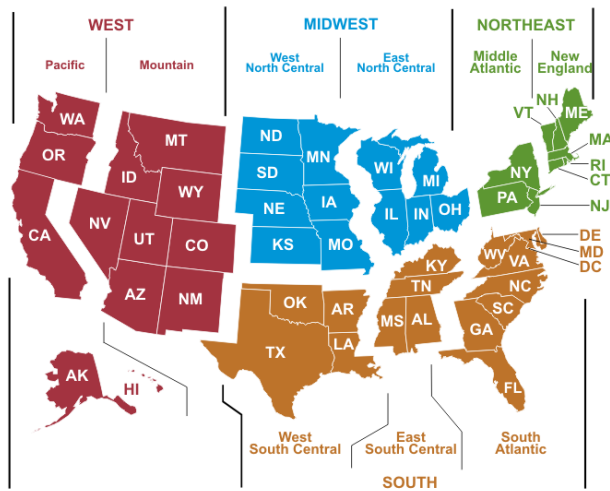 WEST
MIDWEST
NORTHEAST
Pacific
Mountain
West
North Central
East
North Central
Middle
Atlantic
New
England
WA
OR
CA
NV
ID
MT
WY
UT
CO
AZ
NM
AK
HI
ND
SD
NE
KS
MN
IA
MO
WI
MI
IL
IN
OH
NY
PA
NJ
VT
NH
ME
MA
RI
CT
DE
MD
DC
WV
VA
NC
SC
GA
FL
KY
TN
MS
AL
OK
TX
AR
LA
West
South Central
East
South Central
South
Atlantic
SOUTH